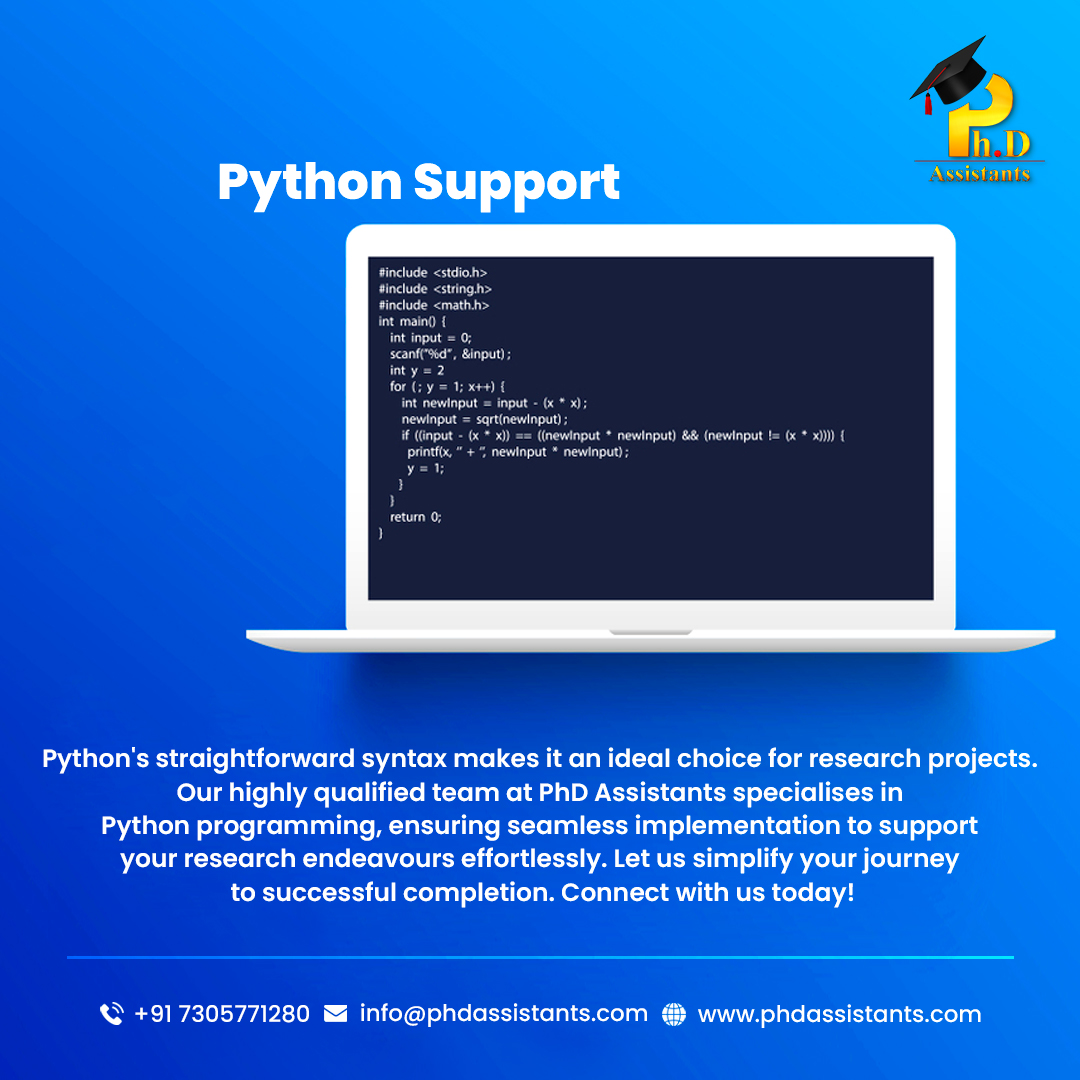 Ph.D
Assistants
Python Support
#include <stdio.h>
#include <string.h>
#include <math.h>
int main() {
int input = 0;
scanf("%d", &input);
int y = 2
for (; y = 1; x++) {
int newInput = input - (x * x);
newInput = sqrt(newInput);
if ((input - (x * x)) == ((newInput * newInput) && (newInput != (x * x)))) {
printf(x, " + ", newInput * newInput);
y = 1;
}
}
return 0;
}
Python's straightforward syntax makes it an ideal choice for research projects.
Our highly qualified team at PhD Assistants specialises in
Python programming, ensuring seamless implementation to support
your research endeavours effortlessly. Let us simplify your journey
to successful completion. Connect with us today!
+91 7305771280 info@phdassistants.com www.phdassistants.com